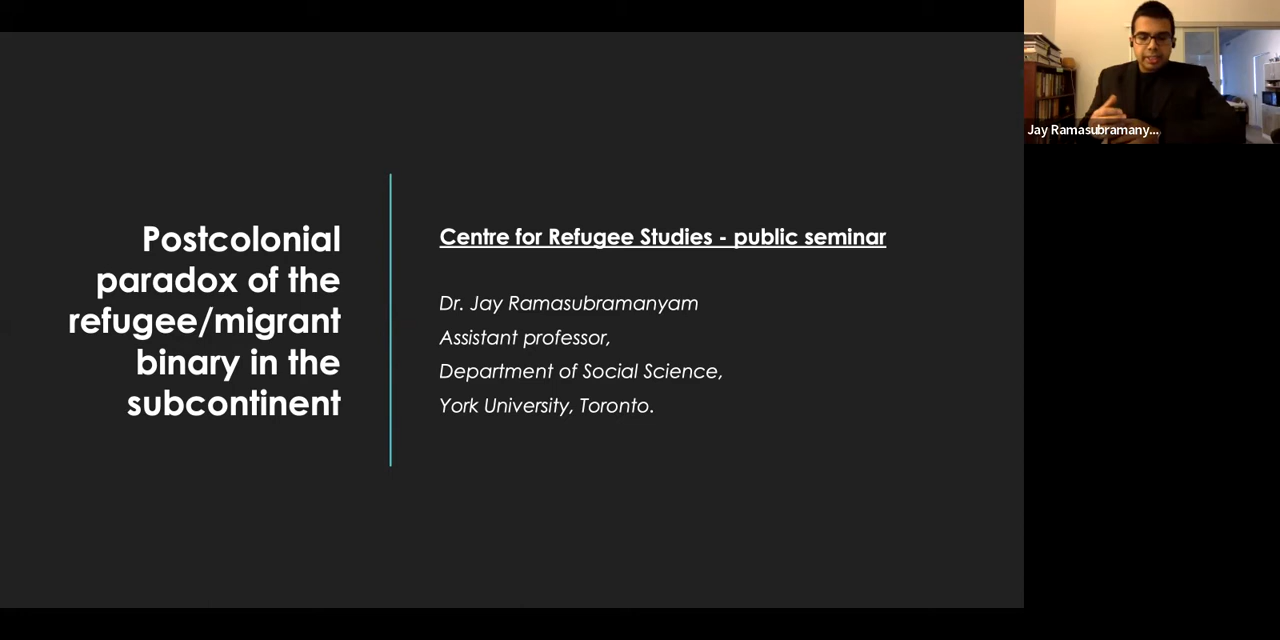 Postcolonial
paradox of the
refugee/migrant
binary in the
subcontinent
Centre for Refugee Studies - public seminar
Dr. Jay Ramasubramanyam
Assistant professor,
Department of Social Science,
York University, Toronto.
Jay Ramasubramany...